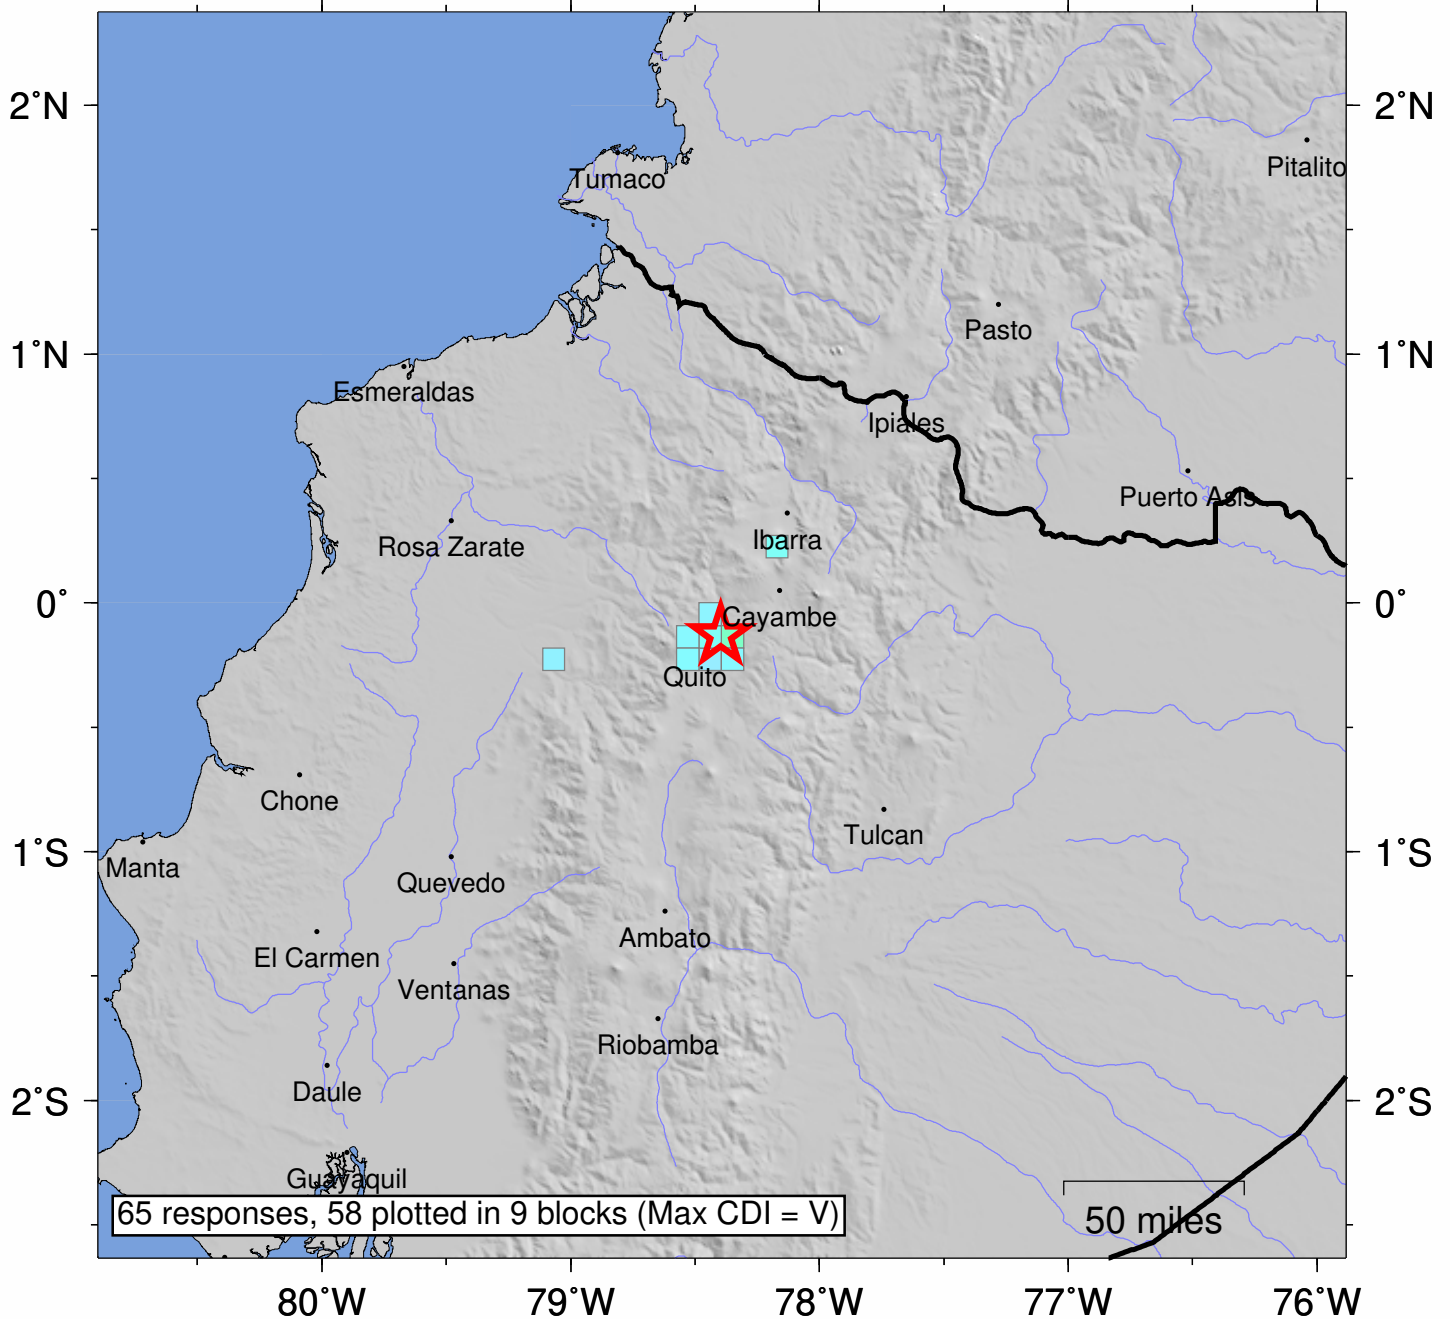 2˚N
2˚N
Pitalito
Tumaco
Pasto
1˚N
1˚N
Esmeraldas
Ipiales
Puerto Asis
Rosa Zarate
Ibarra
0˚
0˚
Cayambe
Quito
Chone
Tulcan
1˚S
1˚S
Manta
Quevedo
Ambato
El Carmen
Ventanas
Riobamba
Daule
2˚S
2˚S
Guayaquil
65 responses, 58 plotted in 9 blocks (Max CDI = V)
50 miles
80˚W
79˚W
78˚W
77˚W
76˚W